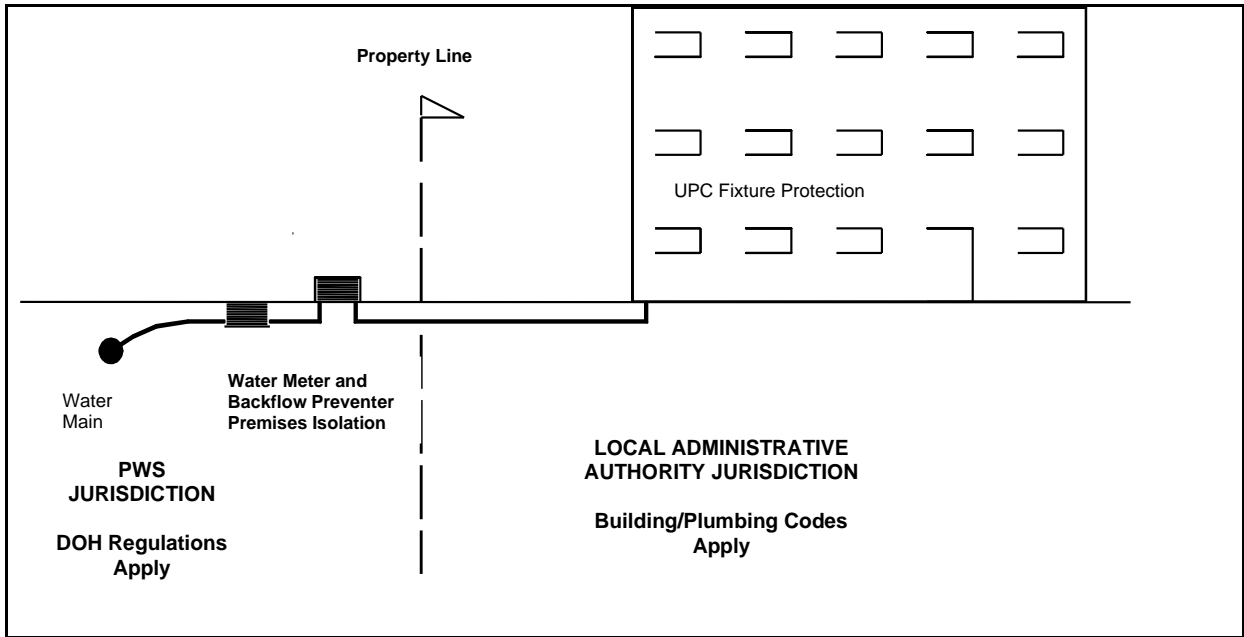 Property Line
UPC Fixture Protection
Water Meter and
Backflow Preventer
Premises Isolation
Water
Main
PWS
JURISDICTION
DOH Regulations
Apply
LOCAL ADMINISTRATIVE
AUTHORITY JURISDICTION
Building/Plumbing Codes
Apply